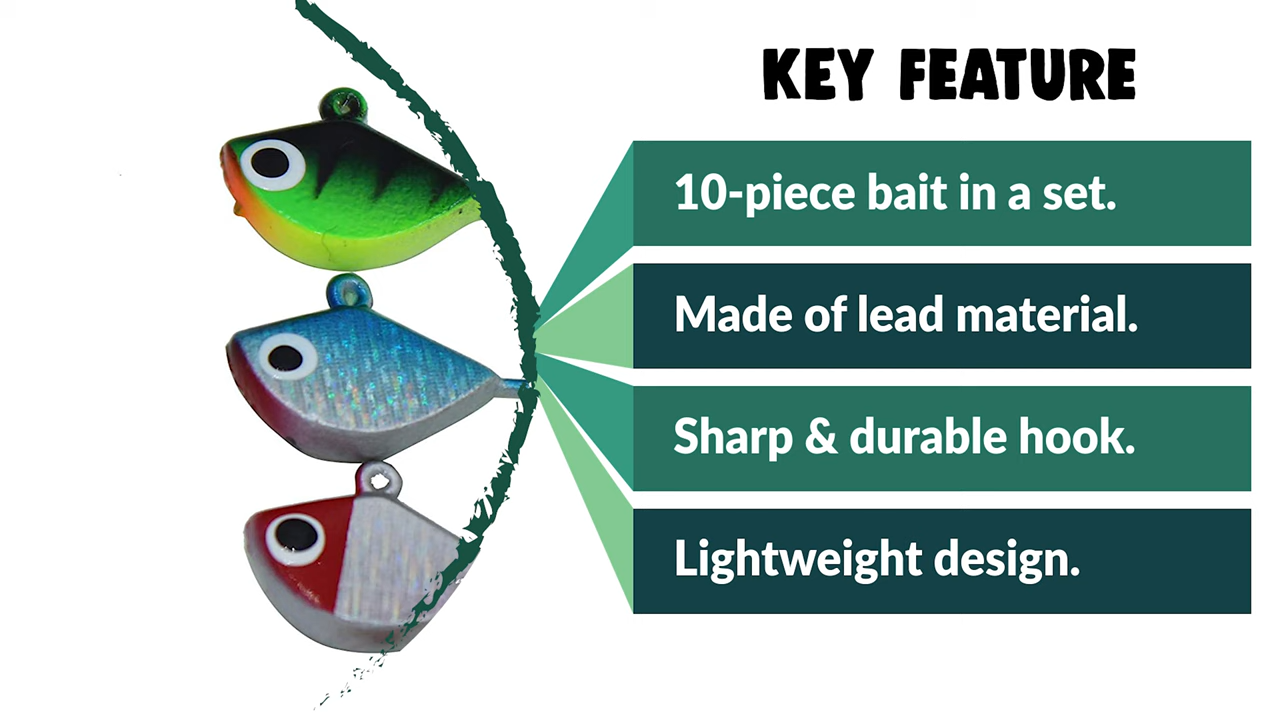 KEY FEATURE
10-piece bait in a set.
Made of lead material.
Sharp & durable hook.
Lightweight design.